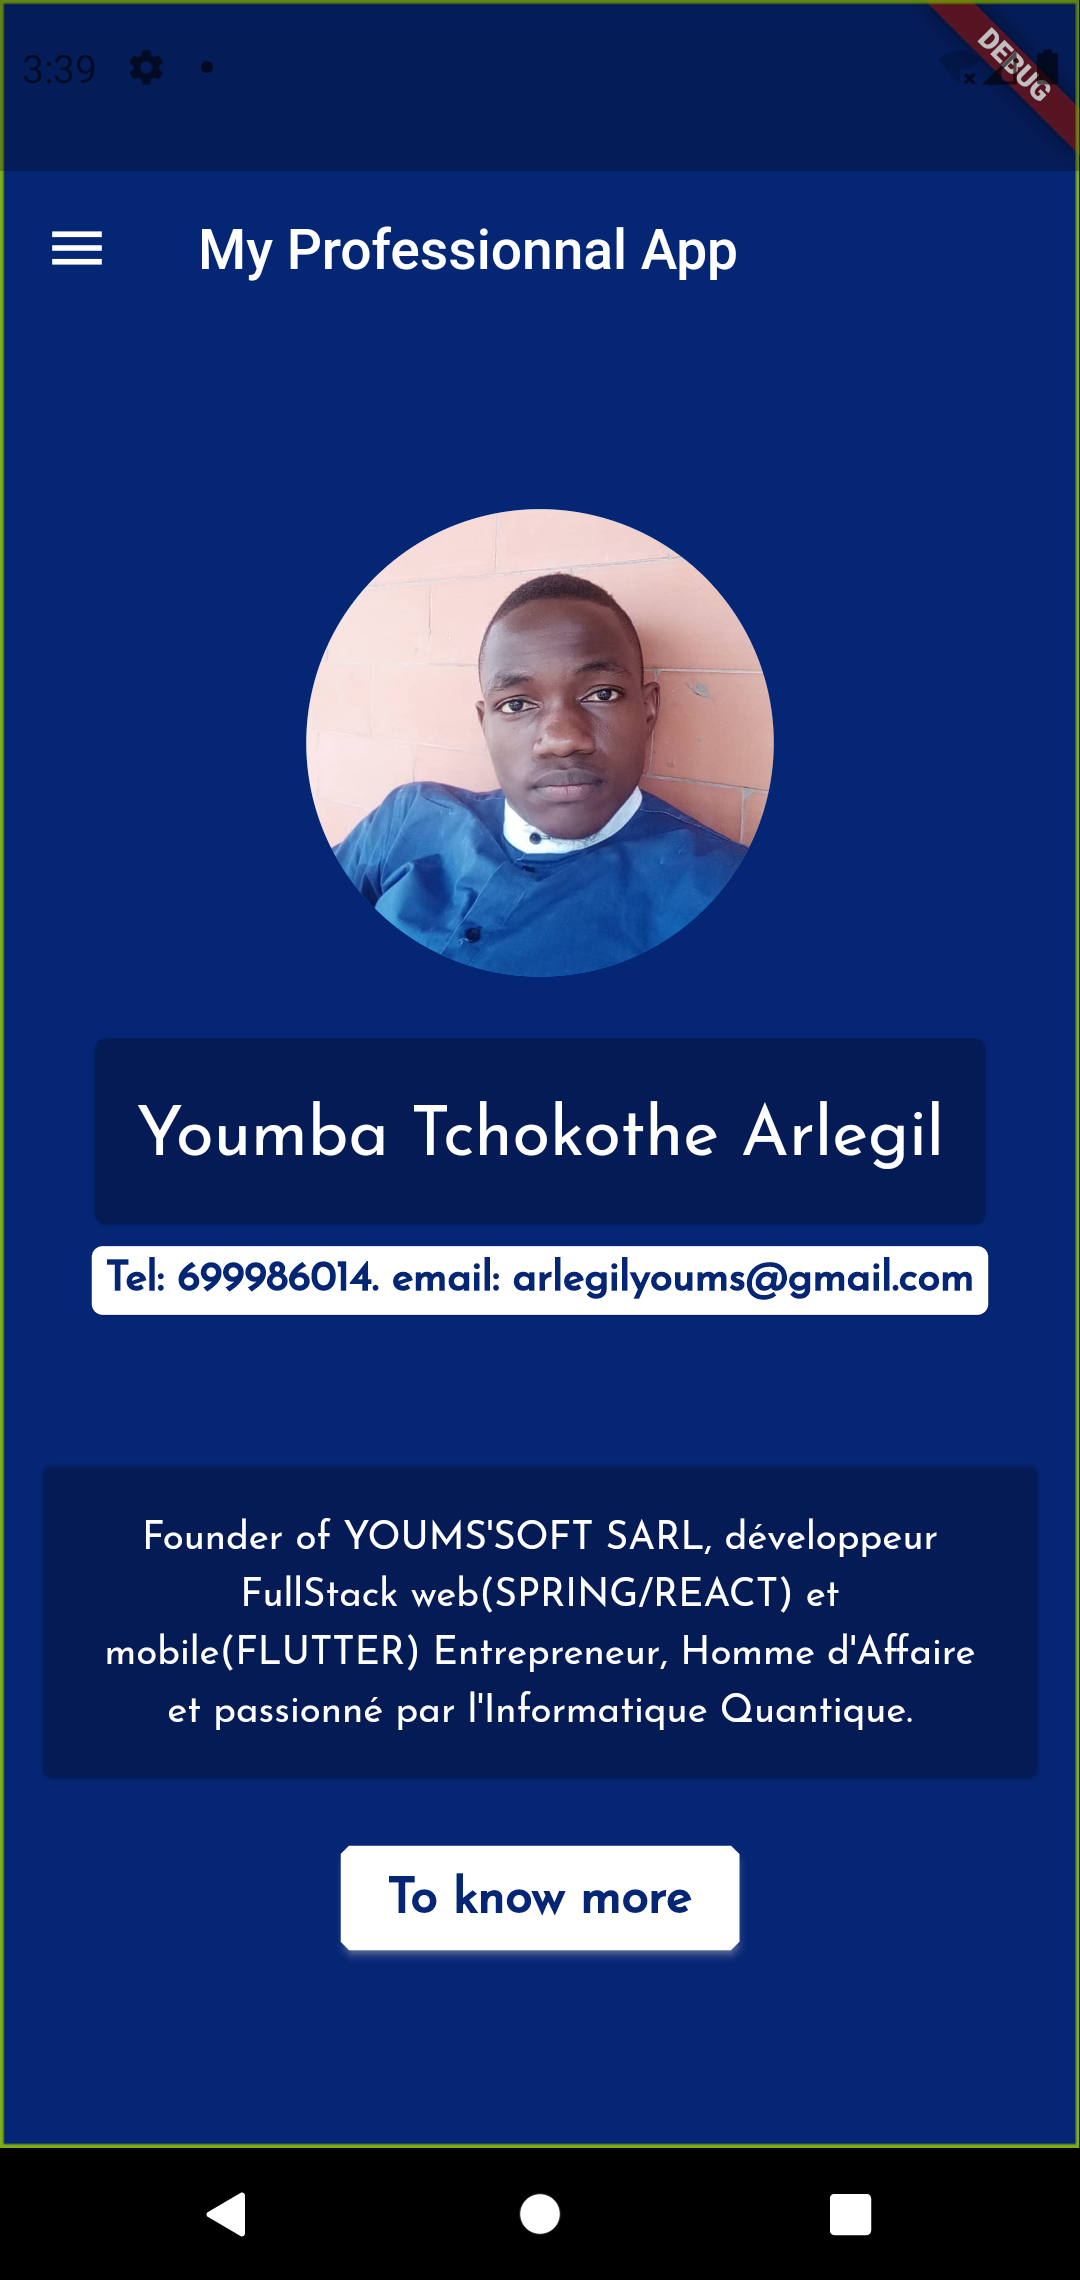 3:39
DEBUG
My Professionnal App
Youmba Tchokothe Arlegil
Tel: 699986014. email: arlegilyoums@gmail.com
Founder of YOUMS'SOFT SARL, développeur
FullStack web(SPRING/REACT) et
mobile(FLUTTER) Entrepreneur, Homme d'Affaire
et passionné par l'Informatique Quantique.
To know more